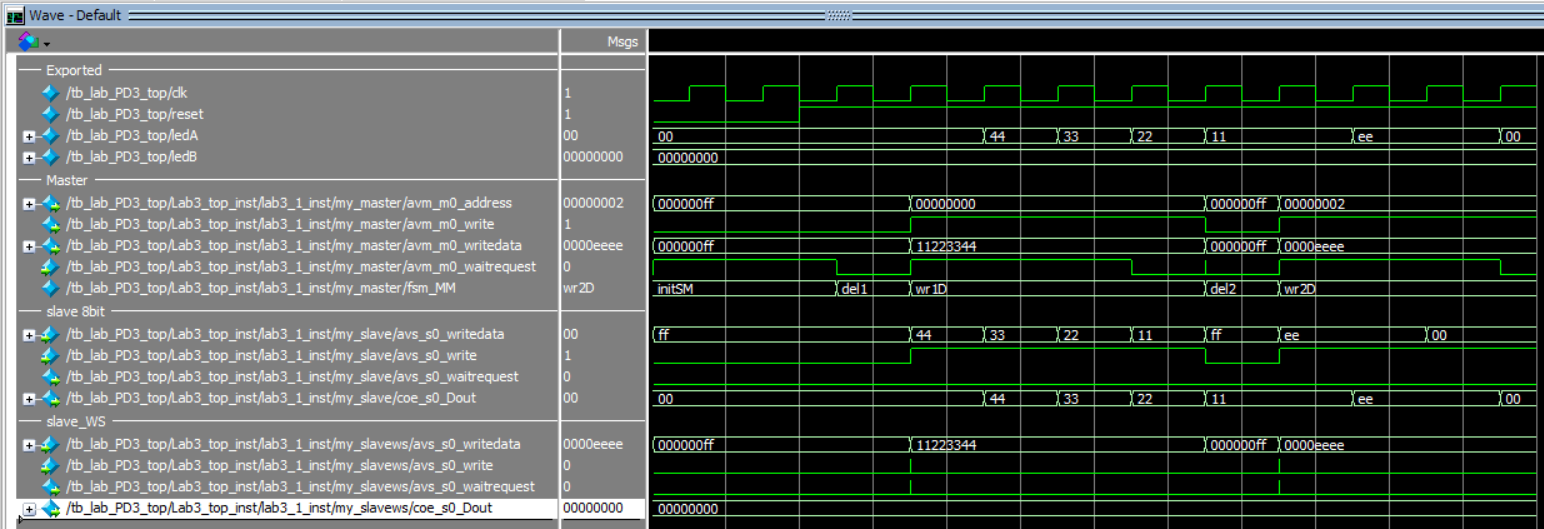 Wave - Default
Msgs
Exported
/tb_lab_PD3_top/clk 1
/tb_lab_PD3_top/reset 1
/tb_lab_PD3_top/ledA 00 00 44 33 22 11 ee 00
/tb_lab_PD3_top/ledB 00000000 00000000
Master
/tb_lab_PD3_top/Lab3_top_inst/lab3_1_inst/my_master/avm_m0_address 00000002 000000ff 00000000 000000ff 00000002
/tb_lab_PD3_top/Lab3_top_inst/lab3_1_inst/my_master/avm_m0_write 1
/tb_lab_PD3_top/Lab3_top_inst/lab3_1_inst/my_master/avm_m0_writedata 0000eeee 000000ff 11223344 000000ff 0000eeee
/tb_lab_PD3_top/Lab3_top_inst/lab3_1_inst/my_master/avm_m0_waitrequest 0
/tb_lab_PD3_top/Lab3_top_inst/lab3_1_inst/my_master/fsm_MM wr2D initSM del1 wr1D del2 wr2D
slave 8bit
/tb_lab_PD3_top/Lab3_top_inst/lab3_1_inst/my_slave/avs_s0_writedata 00 ff 44 33 22 11 ff ee 00
/tb_lab_PD3_top/Lab3_top_inst/lab3_1_inst/my_slave/avs_s0_write 1
/tb_lab_PD3_top/Lab3_top_inst/lab3_1_inst/my_slave/avs_s0_waitrequest 0
/tb_lab_PD3_top/Lab3_top_inst/lab3_1_inst/my_slave/coe_s0_Dout 00 00 44 33 22 11 ee 00
slave_WS
/tb_lab_PD3_top/Lab3_top_inst/lab3_1_inst/my_slavews/avs_s0_writedata 0000eeee 000000ff 11223344 000000ff 0000eeee
/tb_lab_PD3_top/Lab3_top_inst/lab3_1_inst/my_slavews/avs_s0_write 0
/tb_lab_PD3_top/Lab3_top_inst/lab3_1_inst/my_slavews/avs_s0_waitrequest 0
/tb_lab_PD3_top/Lab3_top_inst/lab3_1_inst/my_slavews/coe_s0_Dout 00000000 00000000